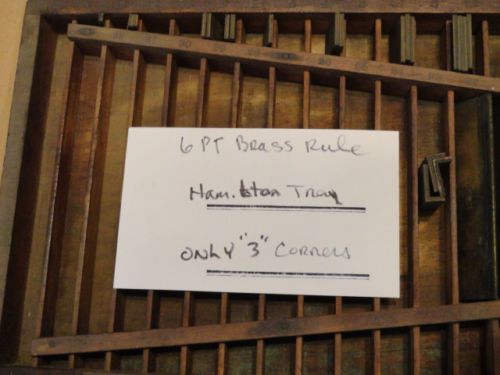 6 PT Brass Rule
Hamilton Tray
ONLY "3" Corners